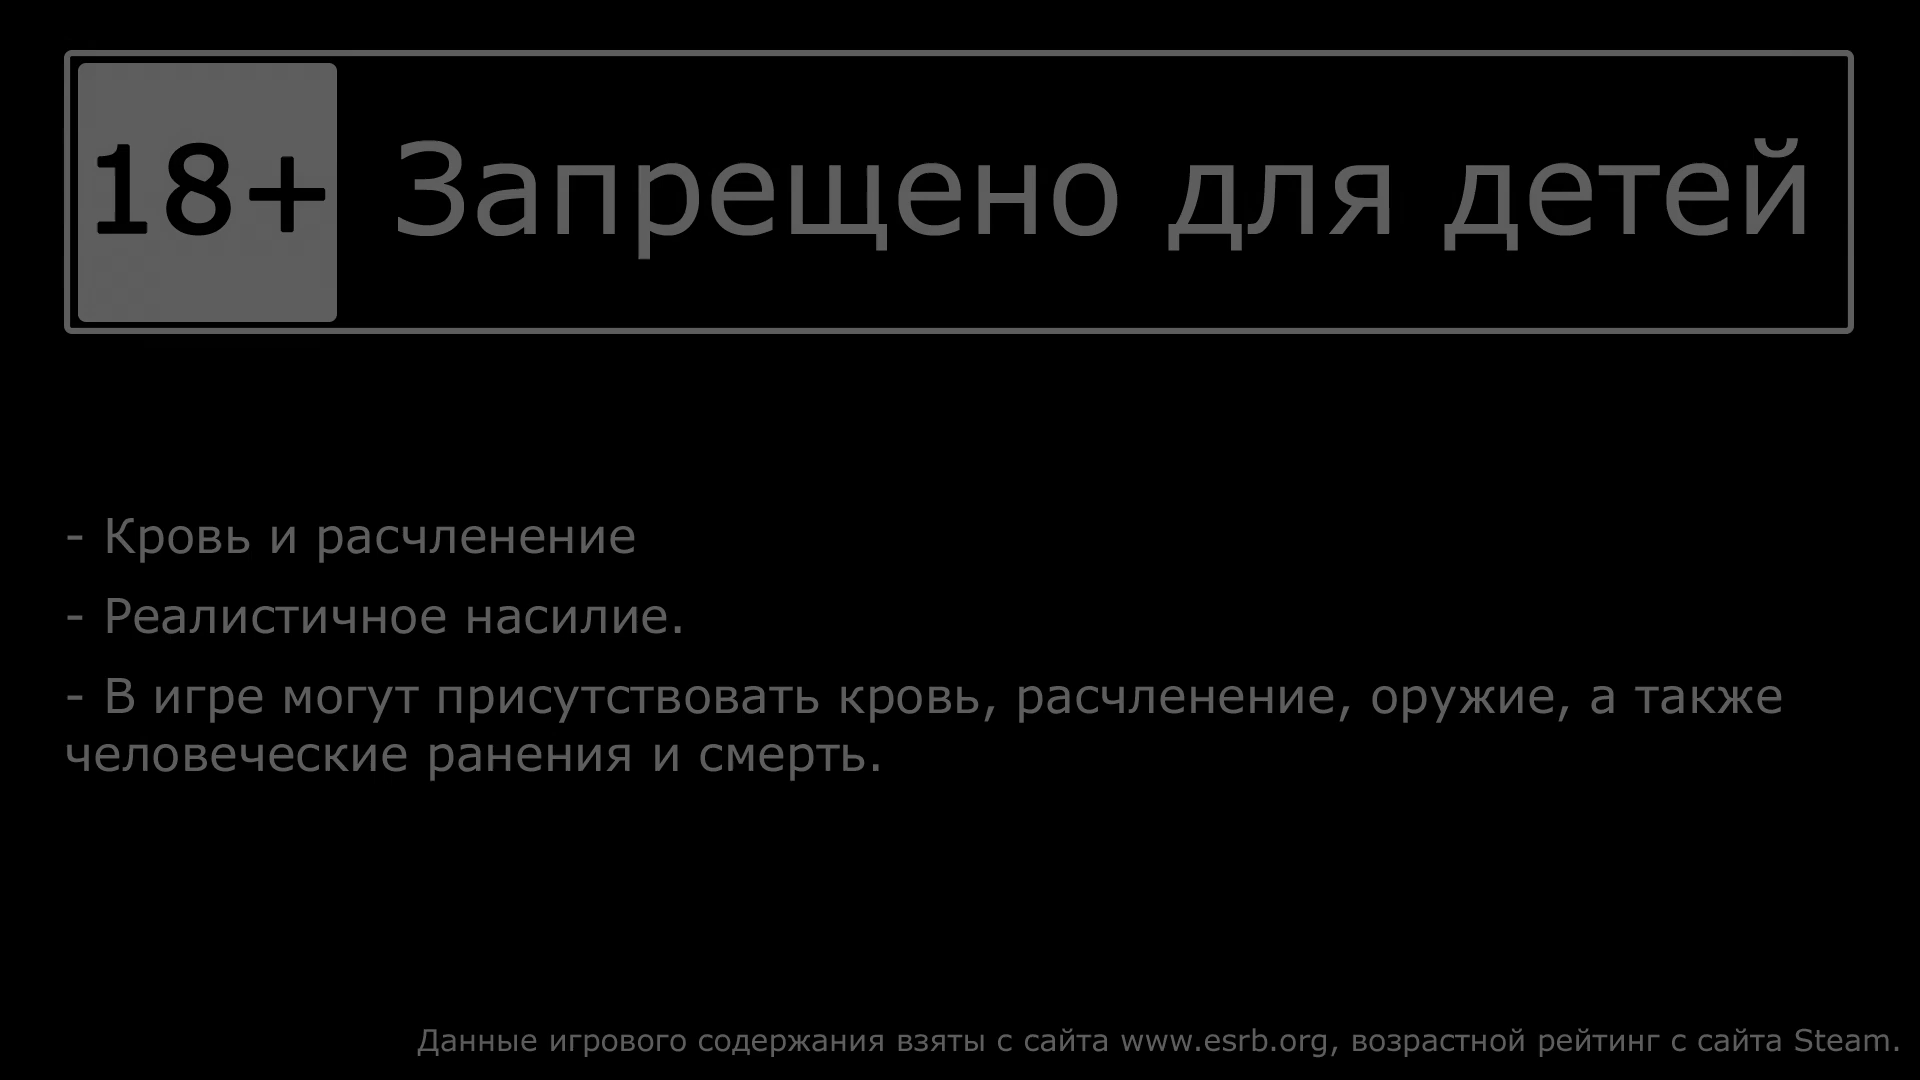 18+ Запрещено для детей
- Кровь и расчленение
- Реалистичное насилие.
- В игре могут присутствовать кровь, расчленение, оружие, а также
человеческие ранения и смерть.
Данные игрового содержания взяты с сайта www.esrb.org, возрастной рейтинг с сайта Steam.